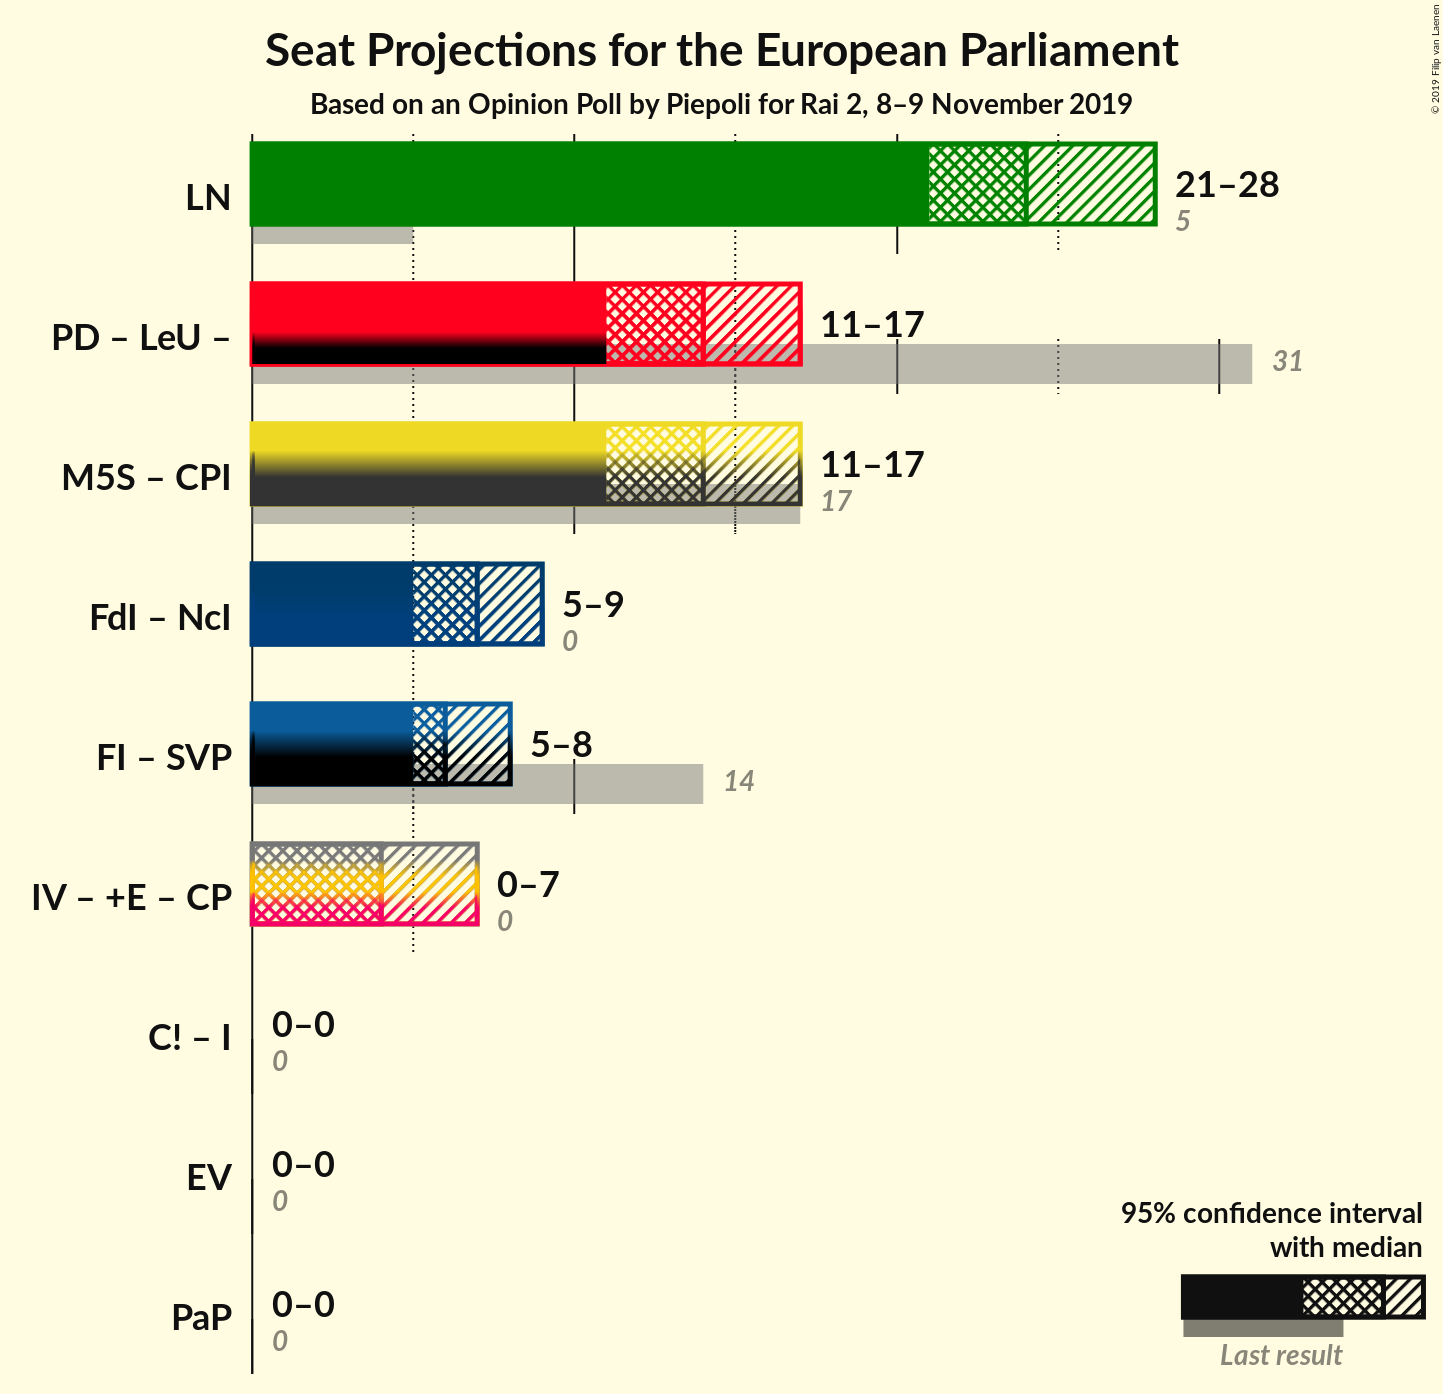 Seat Projections for the European Parliament
Based on an Opinion Poll by Piepoli for Rai 2, 8–9 November 2019
© 2019 Filip van Laenen
LN
21–28
5
PD – LeU –
11–17
31
M5S – CPI
11–17
17
FdI – NcI
5–9
0
FI – SVP
5–8
14
IV – +E – CP
0–7
0
C! – I
0–0
0
EV
0–0
0
PaP
0–0
0
95% confidence interval
with median
Last result